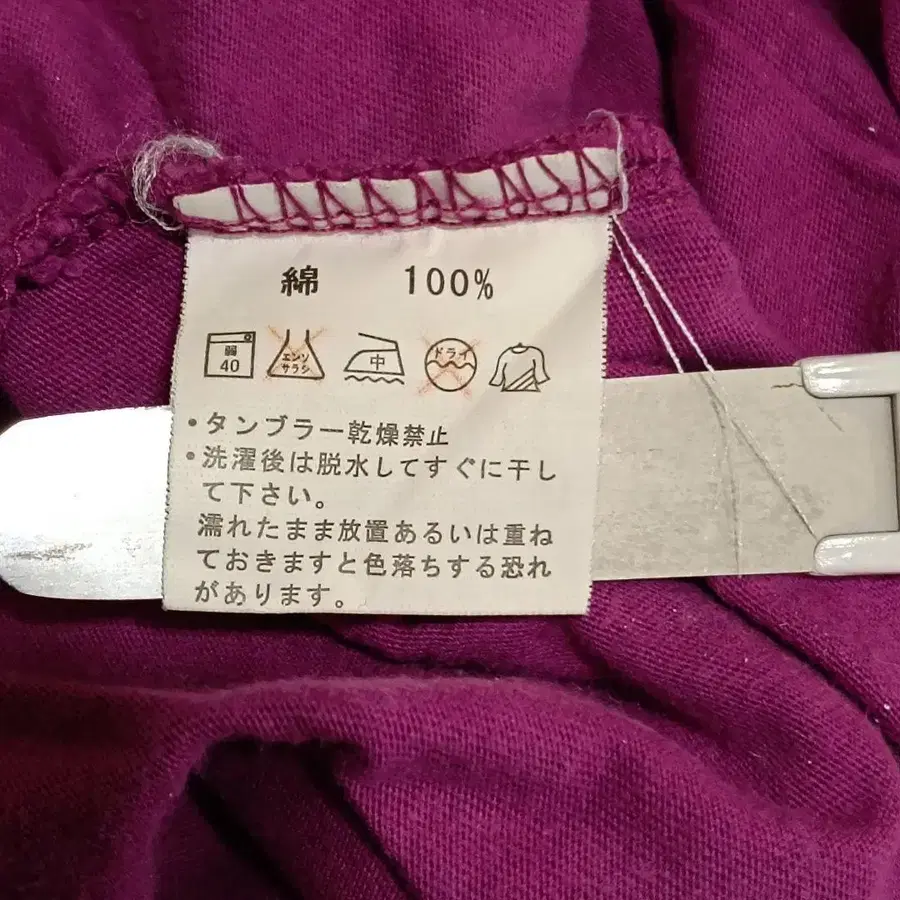 綿 100%
弱 40 エンソ サラシ 中 ドライ
・タンブラー乾燥禁止
・洗濯後は脱水してすぐに干し
て下さい。
濡れたまま放置あるいは重ね
ておきますと色落ちする恐れ
があります。